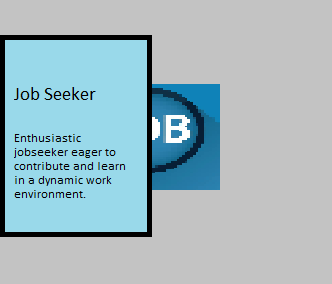 Job Seeker
Enthusiastic
jobseeker eager to
contribute and learn
in a dynamic work
environment.